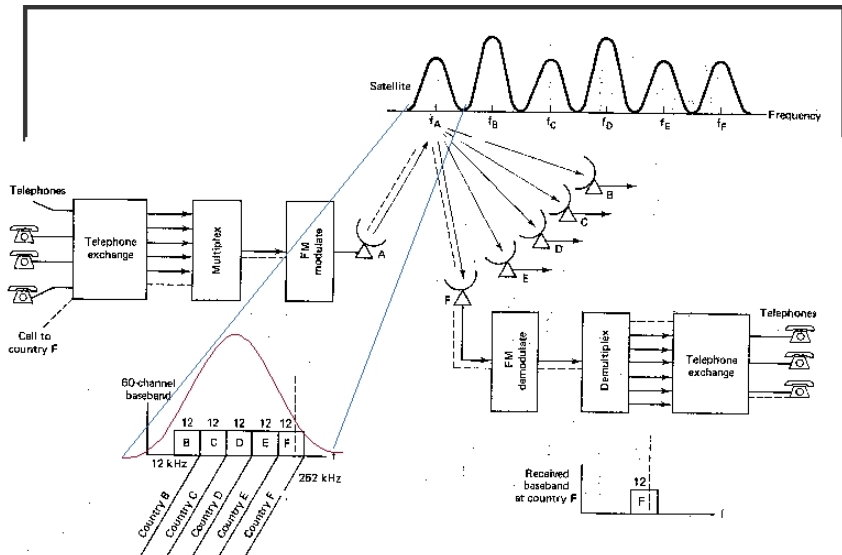 Satellite
f_A f_B f_C f_D f_E f_F
Frequency
Telephones
Telephone exchange
Multiplex
FM modulate
A
B
C
D
E
F
Call to country F
Telephones
FM demodulate
Demultiplex
Telephone exchange
60-channel baseband
12 12 12 12 12
B C D E F
12 kHz
252 kHz
f
Country B
Country C
Country D
Country E
Country F
Received baseband at country F
12
F
f